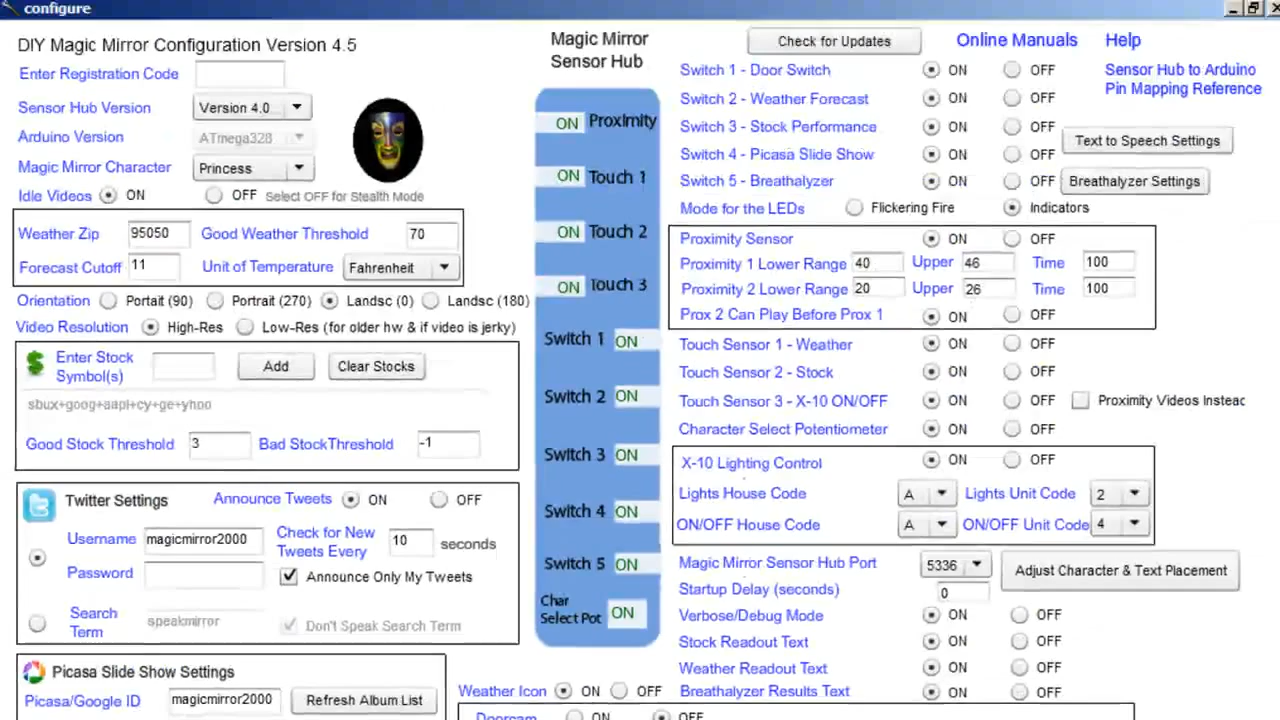 configure
DIY Magic Mirror Configuration Version 4.5
Enter Registration Code
Sensor Hub Version Version 4.0
Arduino Version ATmega328
Magic Mirror Character Princess
Idle Videos ON OFF Select OFF for Stealth Mode
Weather Zip 95050 Good Weather Threshold 70
Forecast Cutoff 11 Unit of Temperature Fahrenheit
Orientation Portait (90) Portrait (270) Landsc (0) Landsc (180)
Video Resolution High-Res Low-Res (for older hw & if video is jerky)
Enter Stock
Symbol(s) Add Clear Stocks
sbux+goog+aapl+cy+ge+yhoo
Good Stock Threshold 3 Bad StockThreshold -1
Twitter Settings Announce Tweets ON OFF
Username magicmirror2000 Check for New
Tweets Every 10 seconds
Password Announce Only My Tweets
Search
Term speakmirror Don't Speak Search Term
Picasa Slide Show Settings
Picasa/Google ID magicmirror2000 Refresh Album List
Magic Mirror
Sensor Hub
ON Proximity
ON Touch 1
ON Touch 2
ON Touch 3
Switch 1 ON
Switch 2 ON
Switch 3 ON
Switch 4 ON
Switch 5 ON
Char
Select Pot ON
Weather Icon ON OFF
Doorcam ON OFF
Check for Updates Online Manuals Help
Switch 1 - Door Switch ON OFF Sensor Hub to Arduino
Pin Mapping Reference
Switch 2 - Weather Forecast ON OFF
Switch 3 - Stock Performance ON OFF
Text to Speech Settings
Switch 4 - Picasa Slide Show ON OFF
Switch 5 - Breathalyzer ON OFF Breathalyzer Settings
Mode for the LEDs Flickering Fire Indicators
Proximity Sensor ON OFF
Proximity 1 Lower Range 40 Upper 46 Time 100
Proximity 2 Lower Range 20 Upper 26 Time 100
Prox 2 Can Play Before Prox 1 ON OFF
Touch Sensor 1 - Weather ON OFF
Touch Sensor 2 - Stock ON OFF
Touch Sensor 3 - X-10 ON/OFF ON OFF Proximity Videos Instead
Character Select Potentiometer ON OFF
X-10 Lighting Control ON OFF
Lights House Code A Lights Unit Code 2
ON/OFF House Code A ON/OFF Unit Code 4
Magic Mirror Sensor Hub Port 5336 Adjust Character & Text Placement
Startup Delay (seconds) 0
Verbose/Debug Mode ON OFF
Stock Readout Text ON OFF
Weather Readout Text ON OFF
Breathalyzer Results Text ON OFF